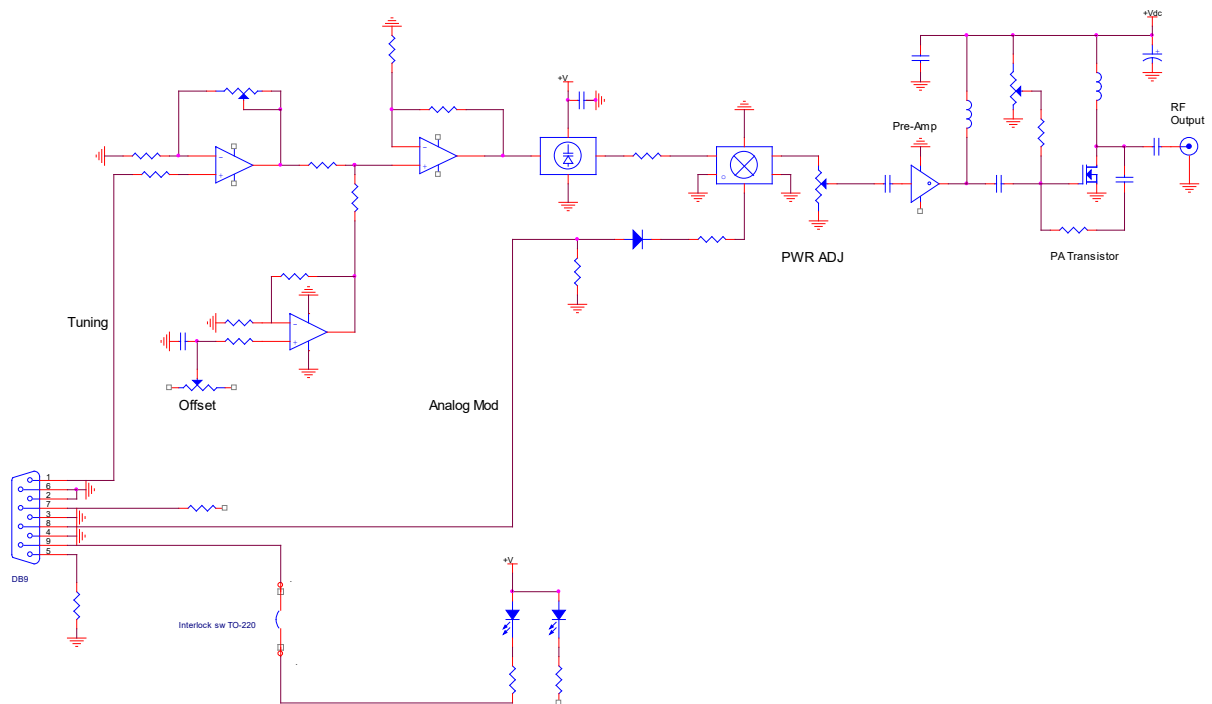 +Vdc
+V
RF
Output
Pre-Amp
PWR ADJ
PA Transistor
Tuning
Offset
Analog Mod
1
6
2
7
3
8
4
9
5
DB9
+V
Interlock sw TO-220